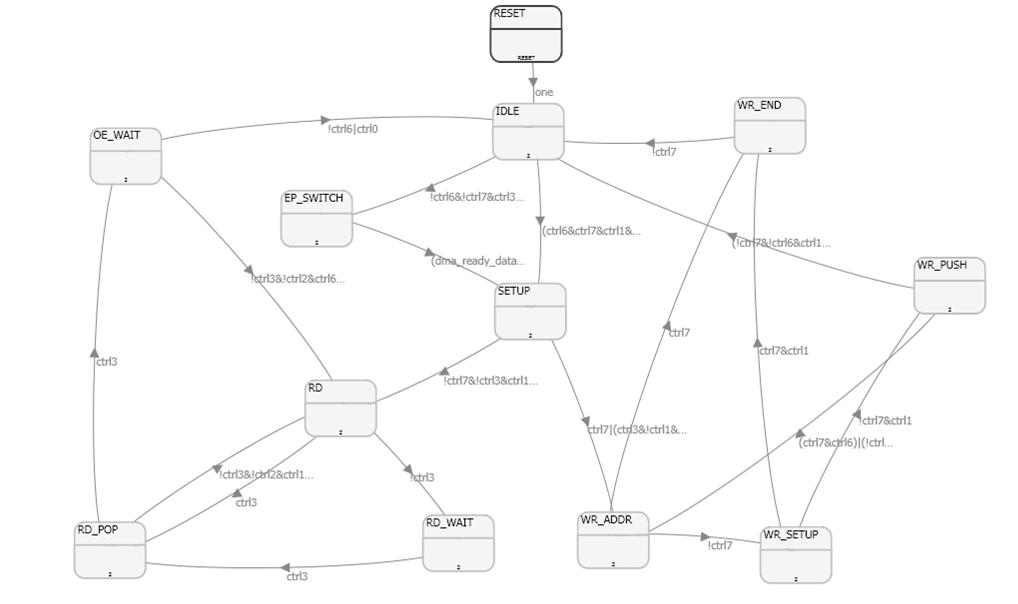 RESET
RESET
one
IDLE
2
WR_END
2
OE_WAIT
2
!ctrl6|ctrl0
!ctrl7
EP_SWITCH
2
!ctrl6&!ctrl7&ctrl3...
(ctrl6&ctrl7&ctrl1&...
(!ctrl7&!ctrl6&ctrl1...
(dma_ready_data...
WR_PUSH
2
!ctrl3&!ctrl2&ctrl6...
SETUP
2
ctrl7
ctrl7&ctrl1
ctrl3
!ctrl7&!ctrl3&ctrl1...
RD
2
!ctrl7&ctrl1
ctrl7|(ctrl3&!ctrl1&...
(ctrl7&ctrl6)|(!ctrl...
!ctrl3&!ctrl2&ctrl1...
!ctrl3
ctrl3
RD_POP
2
RD_WAIT
2
WR_ADDR
2
!ctrl7
WR_SETUP
2
ctrl3